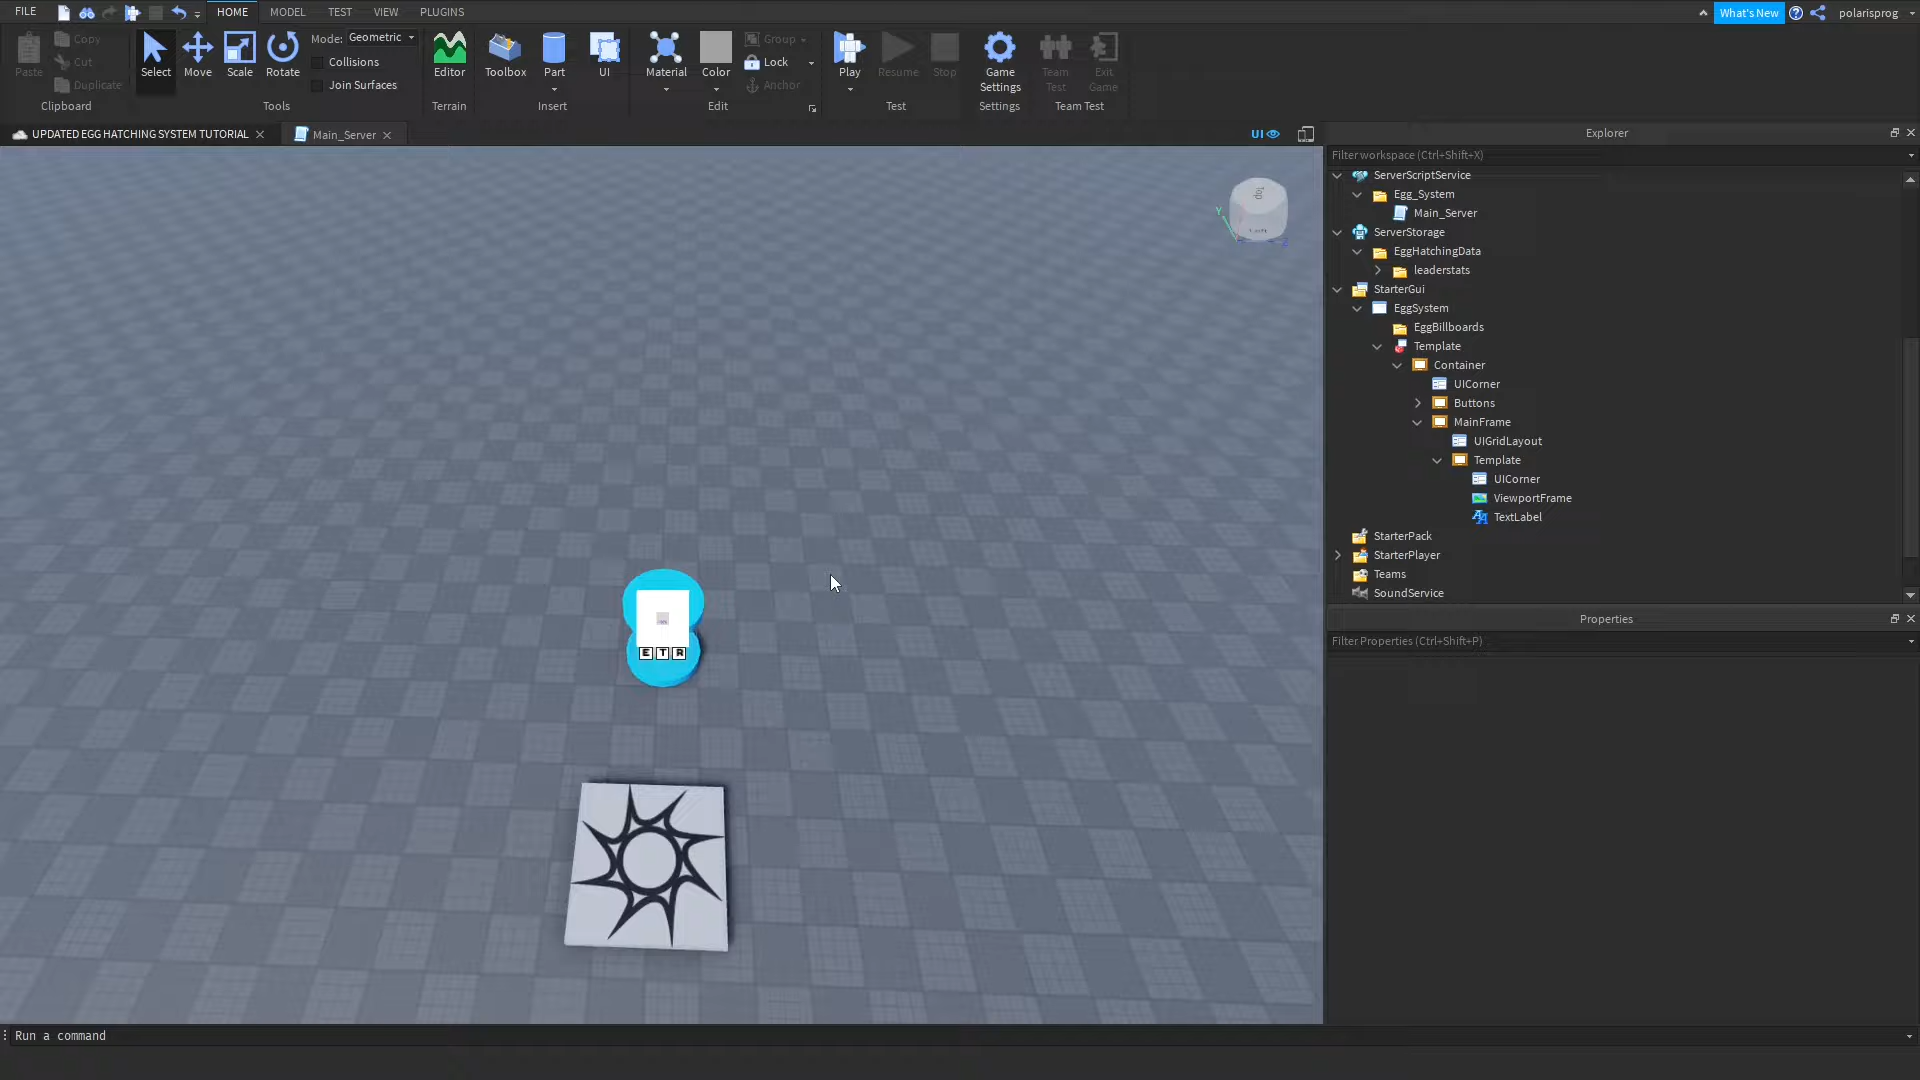 FILE HOME MODEL TEST VIEW PLUGINS What's New polarisprog
Paste Copy Cut Duplicate Clipboard
Select Move Scale Rotate Mode: Geometric Collisions Join Surfaces Tools
Editor Terrain
Toolbox Part UI Insert
Material Color Group Lock Anchor Edit
Play Resume Stop Test
Game Settings Settings
Team Test Exit Game Team Test
UPDATED EGG HATCHING SYSTEM TUTORIAL Main_Server UI
Explorer
Filter workspace (Ctrl+Shift+X)
ServerScriptService
Egg_System
Main_Server
ServerStorage
EggHatchingData
leaderstats
StarterGui
EggSystem
EggBillboards
Template
Container
UICorner
Buttons
MainFrame
UIGridLayout
Template
UICorner
ViewportFrame
TextLabel
StarterPack
StarterPlayer
Teams
SoundService
Properties
Filter Properties (Ctrl+Shift+P)
Top
Y
Z
E T R
Run a command